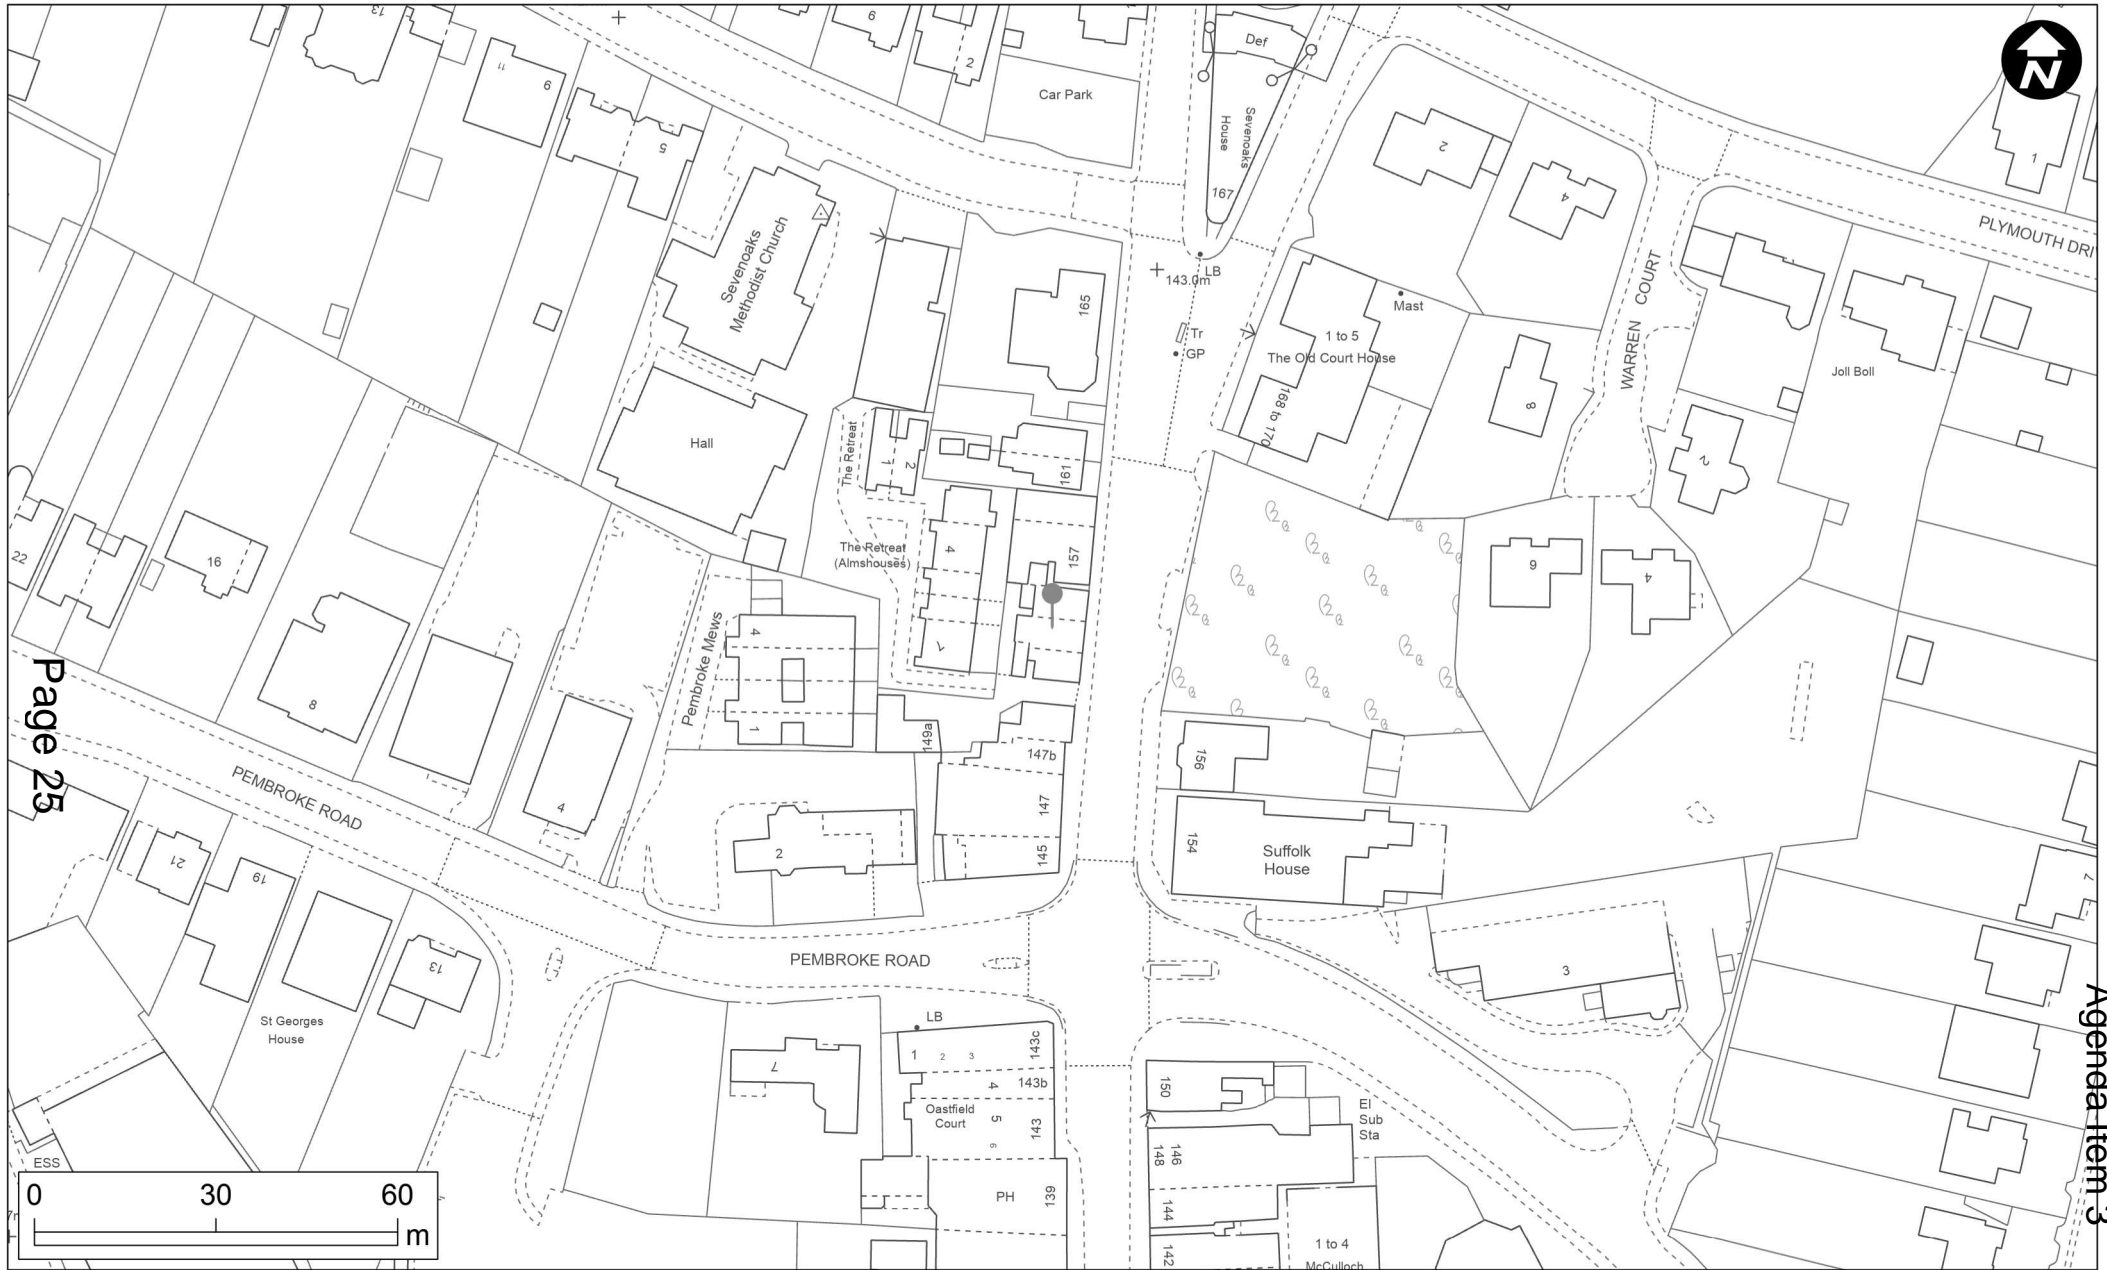 13
11
9
6
2
Car Park
Def
Sevenoaks
House
167
N
1
5
2
4
PLYMOUTH DRI
WARREN COURT
Sevenoaks
Methodist Church
165
LB
143.0m
Tr
GP
Mast
1 to 5
The Old Court House
168 to 170
8
Joll Boll
2
Hall
The Retreat
1
2
161
22
16
The Retreat
(Almshouses)
4
7
157
6
4
Pembroke Mews
4
1
8
4
149a
147b
147
145
156
154
Suffolk
House
Page 25
PEMBROKE ROAD
2
21
19
13
St Georges
House
PEMBROKE ROAD
3
7
Agenda Item 3
LB
1
2
3
143c
4
143b
5
143
6
Oastfield
Court
7
PH
139
150
El
Sub
Sta
146
148
144
142
1 to 4
McCulloch
ESS
0
30
60
m